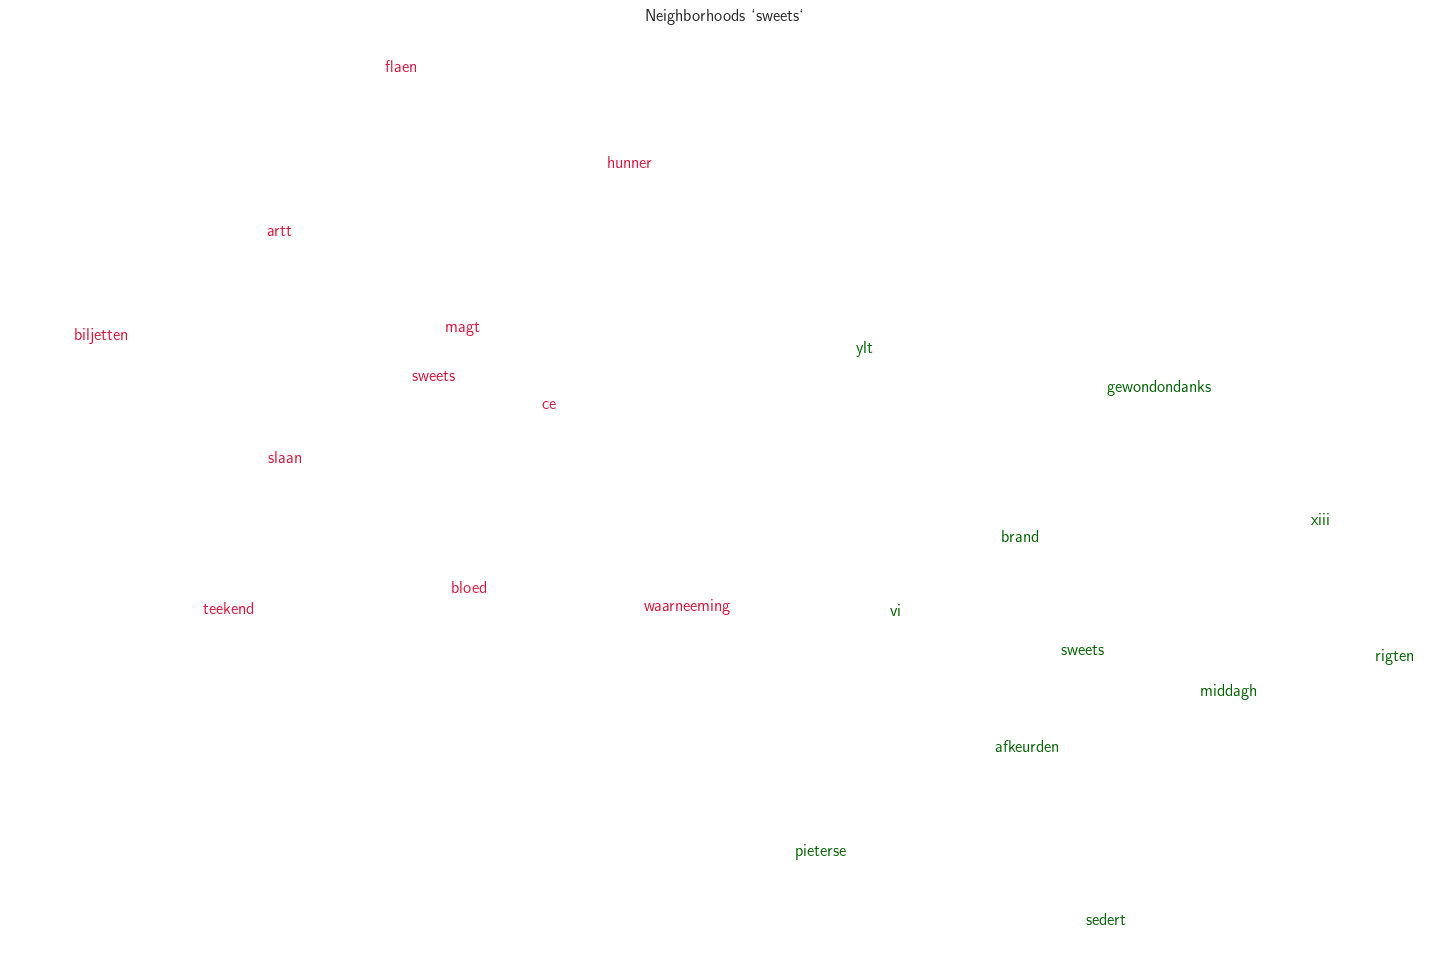 Neighborhoods ‘sweets‘
flaen
hunner
artt
magt
biljetten
ylt
sweets
gewondondanks
ce
slaan
xiii
brand
bloed
waarneeming
teekend
vi
sweets
rigten
middagh
afkeurden
pieterse
sedert